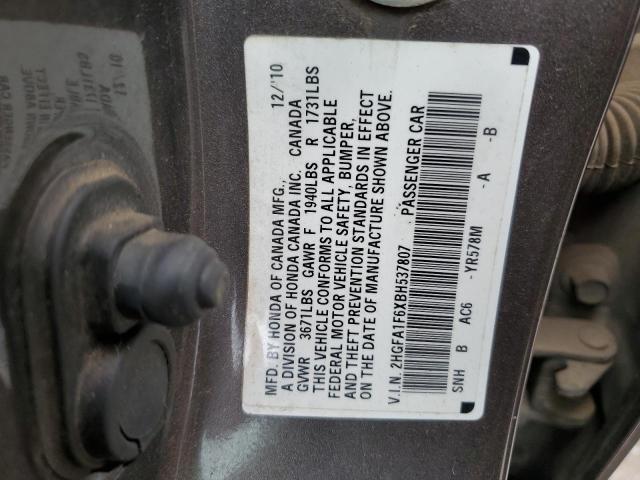 MFD. BY HONDA OF CANADA MFG., 12/10
A DIVISION OF HONDA CANADA INC. CANADA
GVWR 3671LBS GAWR F 1940LBS R 1731LBS
THIS VEHICLE CONFORMS TO ALL APPLICABLE
FEDERAL MOTOR VEHICLE SAFETY, BUMPER,
AND THEFT PREVENTION STANDARDS IN EFFECT
ON THE DATE OF MANUFACTURE SHOWN ABOVE.
V.I.N. 2HGFA1F6XBH537807 PASSENGER CAR
SNH B AC6 -YR578M -A -B